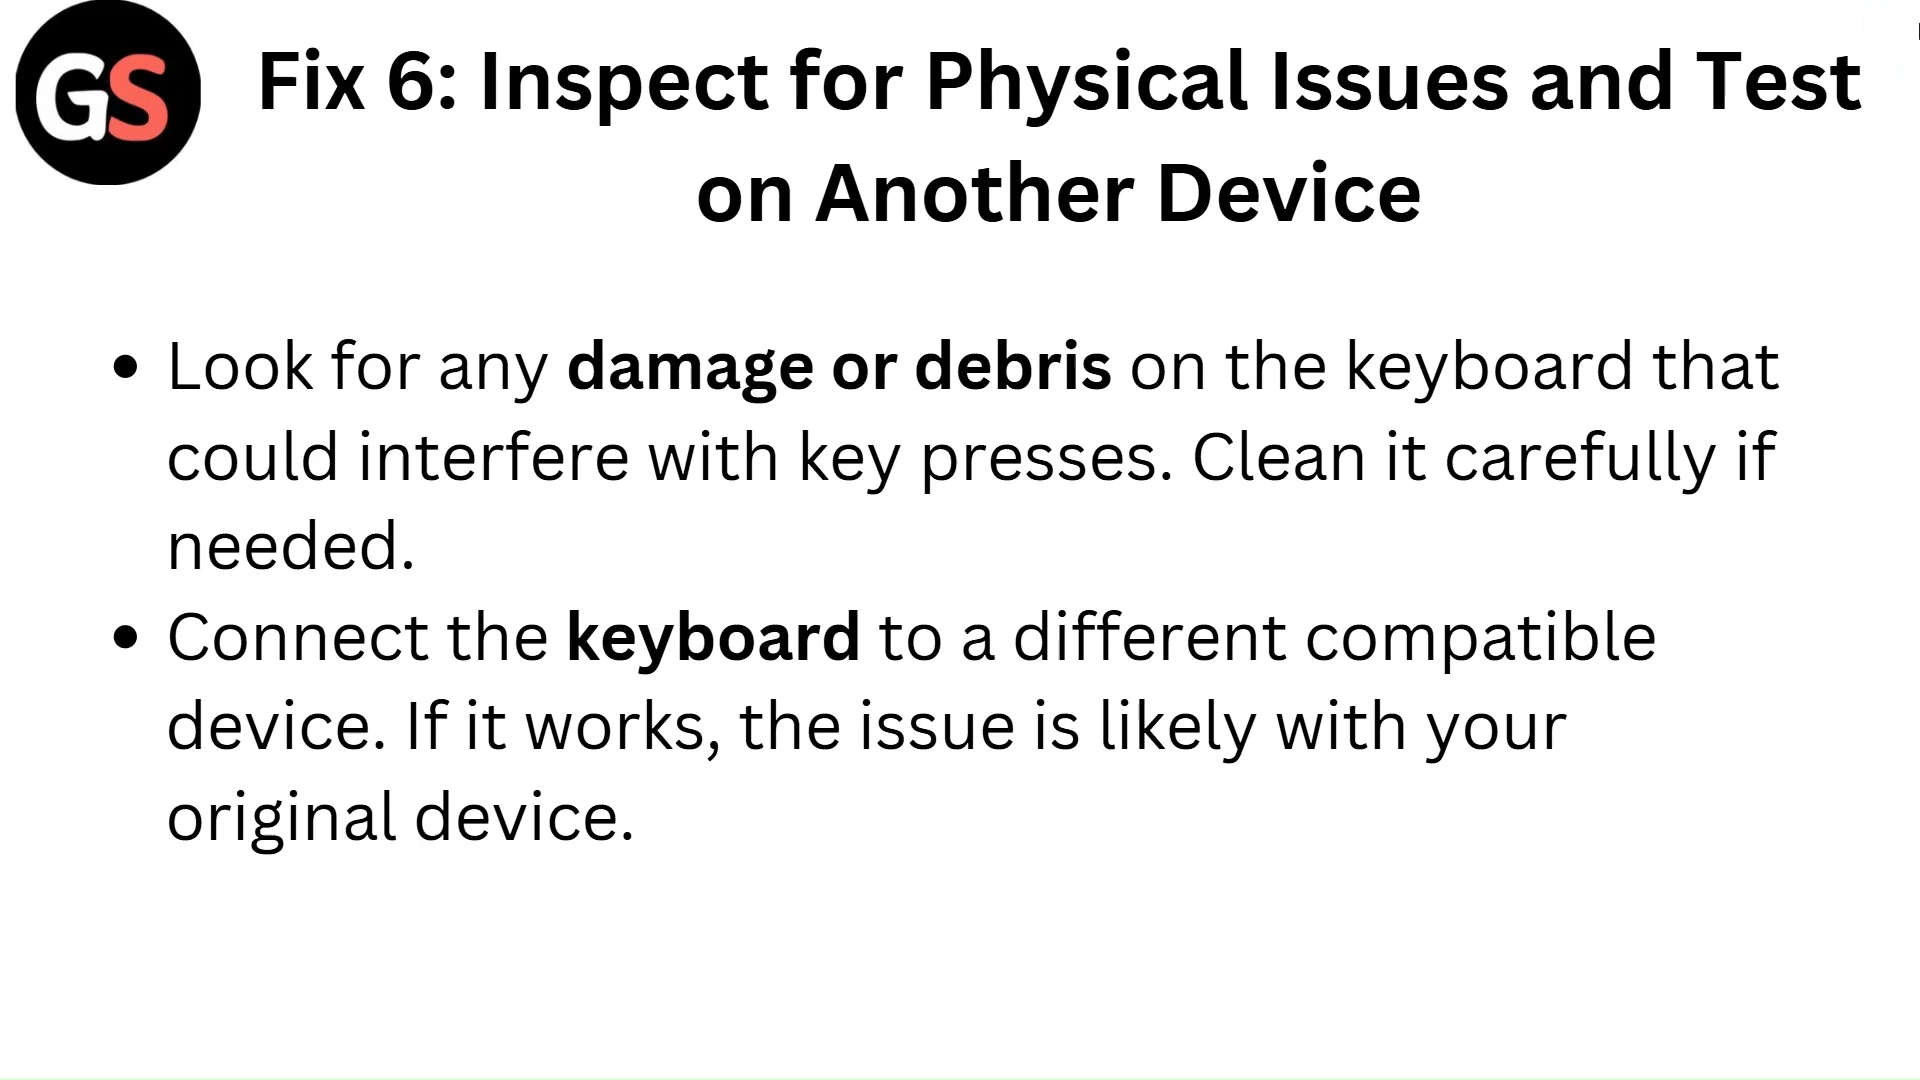 GS
Fix 6: Inspect for Physical Issues and Test
on Another Device
• Look for any damage or debris on the keyboard that
could interfere with key presses. Clean it carefully if
needed.
• Connect the keyboard to a different compatible
device. If it works, the issue is likely with your
original device.